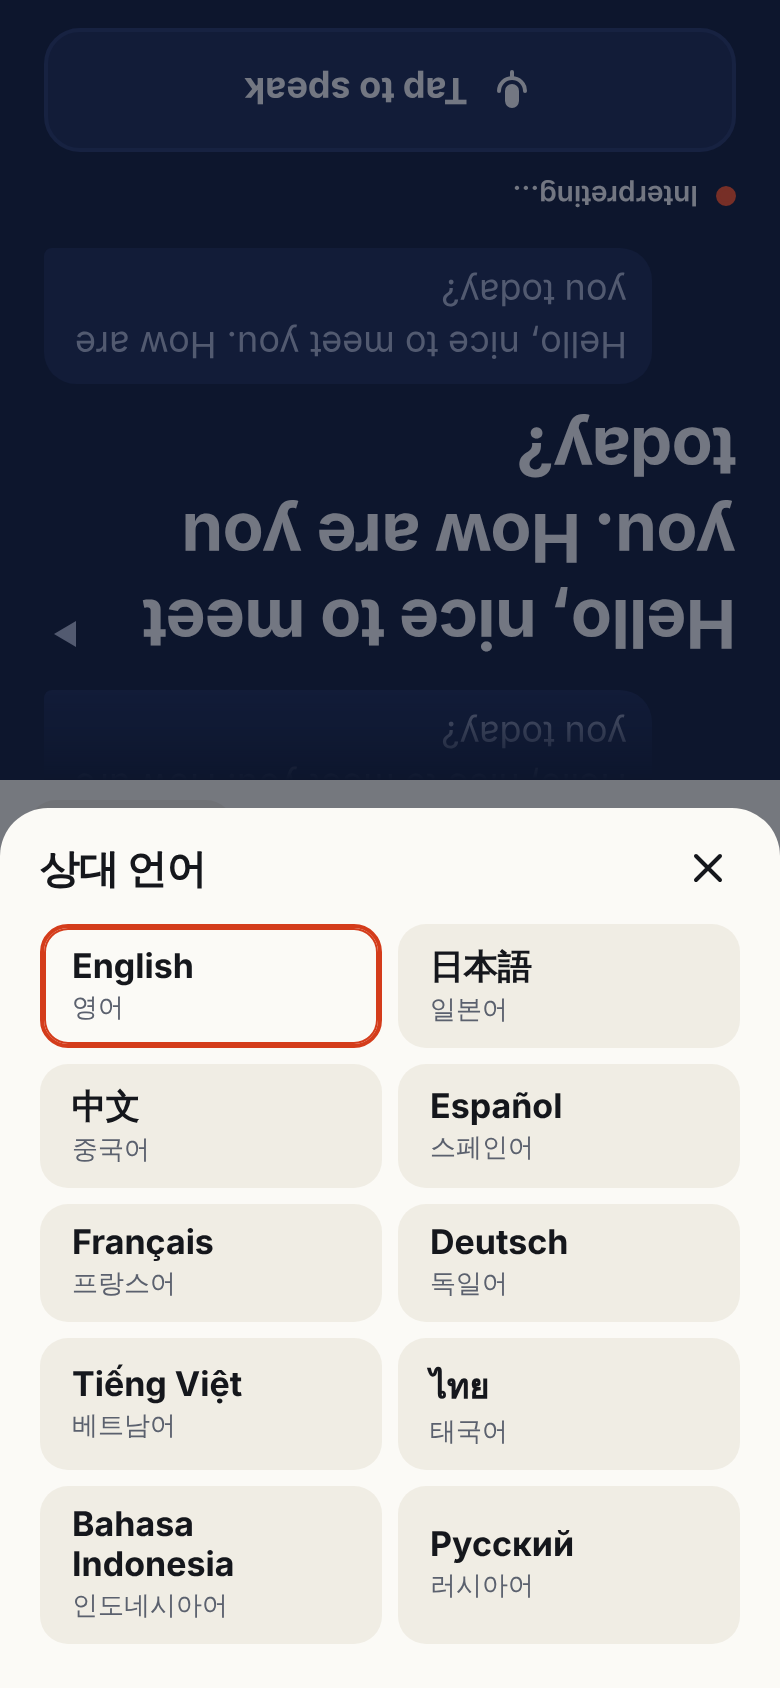 Tap to speak
Interpreting...
you today?
Hello, nice to meet you. How are
today?
you. How are you
Hello, nice to meet
you today?
상대 언어
English
영어
日本語
일본어
中文
중국어
Español
스페인어
Français
프랑스어
Deutsch
독일어
Tiếng Việt
베트남어
ไทย
태국어
Bahasa
Indonesia
인도네시아어
Русский
러시아어